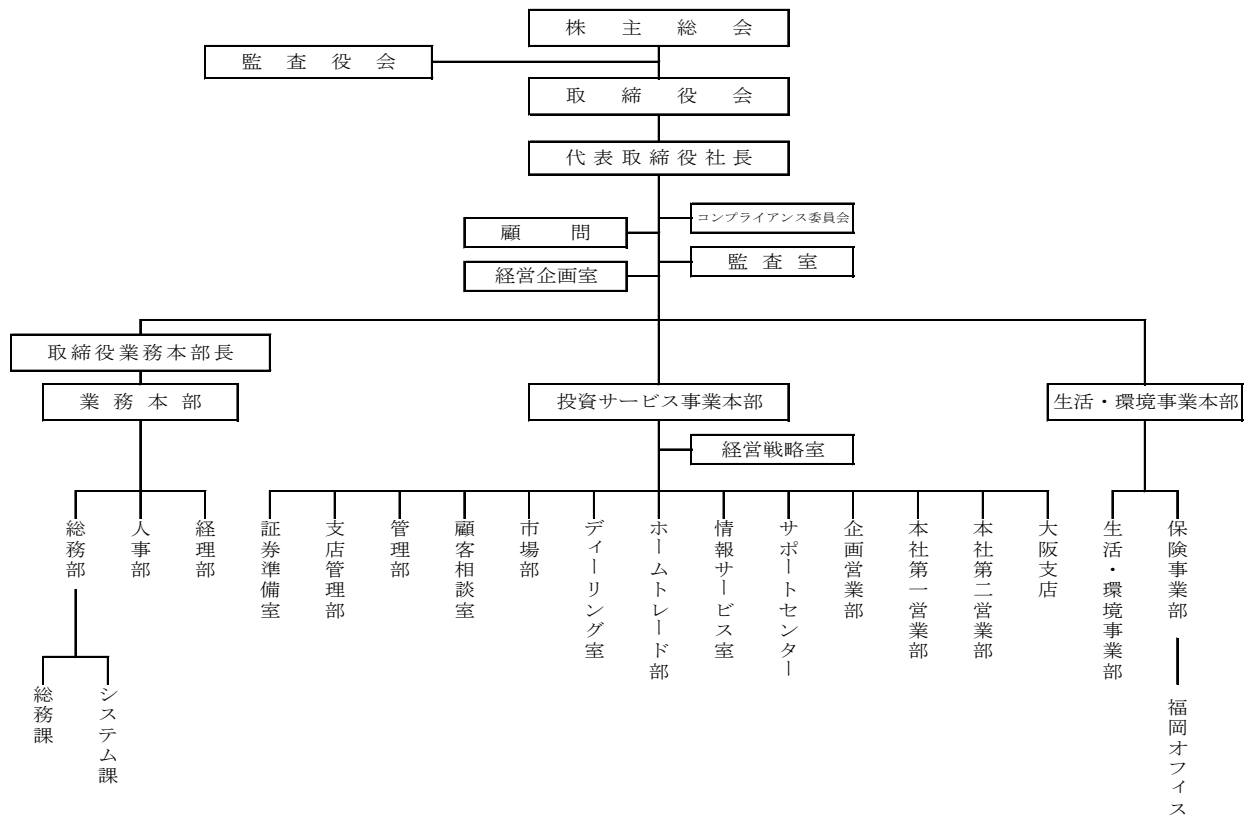 株主総会
監査役会
取締役会
代表取締役社長
コンプライアンス委員会
顧問
監査室
経営企画室
取締役業務本部長
業務本部
投資サービス事業本部
生活・環境事業本部
経営戦略室
総務部
人事部
経理部
証券準備室
支店管理部
管理部
顧客相談室
市場部
ディーリング室
ホームトレード部
情報サービス室
サポートセンター
企画営業部
本社第一営業部
本社第二営業部
大阪支店
生活・環境事業部
保険事業部
総務課
システム課
福岡オフィス